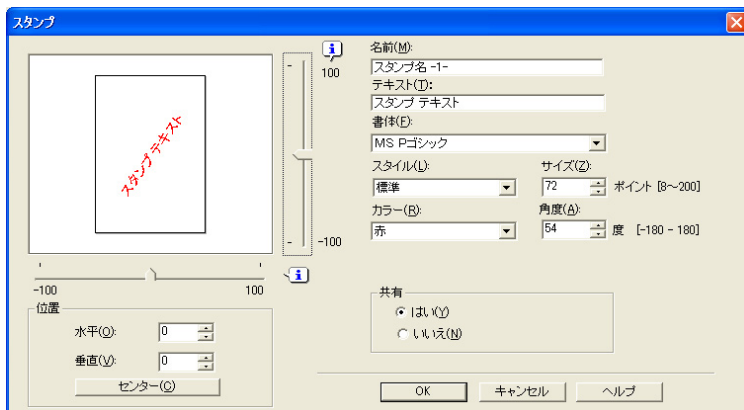 スタンプ
スタンプ テキスト
100
-100
-100
100
位置
水平(O):
0
垂直(V):
0
センター(C)
名前(M):
スタンプ名 -1-
テキスト(T):
スタンプ テキスト
書体(F):
MS Pゴシック
スタイル(L):
標準
サイズ(Z):
72
ポイント [8～200]
カラー(R):
赤
角度(A):
54
度 [-180 - 180]
共有
はい(Y)
いいえ(N)
OK
キャンセル
ヘルプ